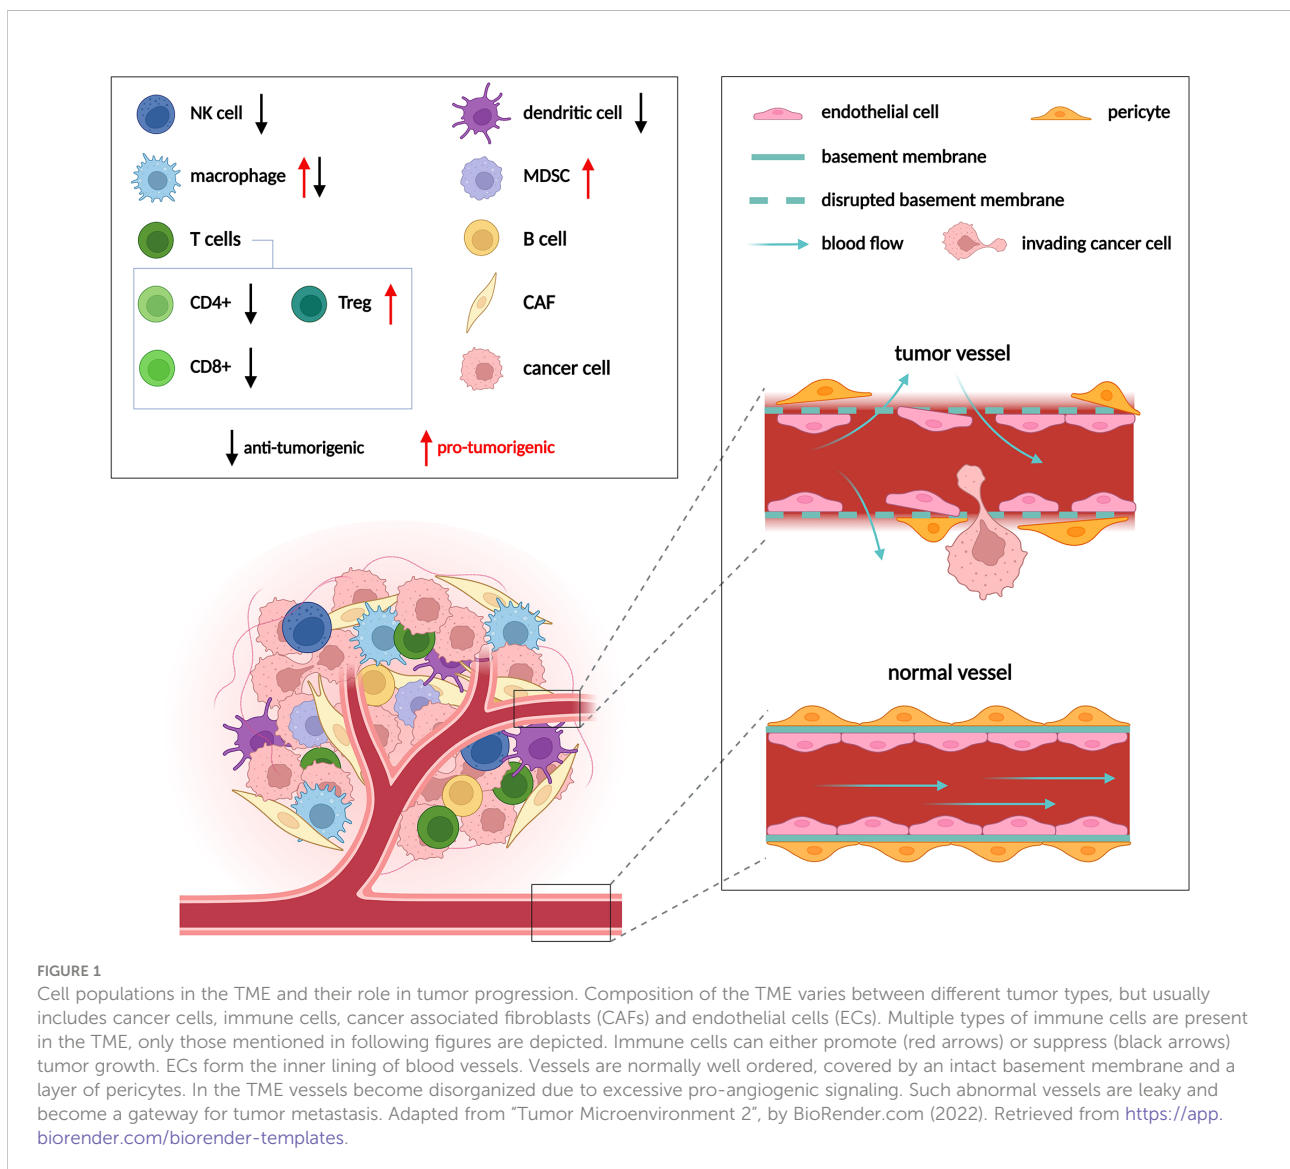 NK cell
dendritic cell
macrophage
MDSC
T cells
B cell
CD4+
Treg
CAF
CD8+
cancer cell
anti-tumorigenic
pro-tumorigenic
endothelial cell
pericyte
basement membrane
disrupted basement membrane
blood flow
invading cancer cell
tumor vessel
normal vessel
FIGURE 1
Cell populations in the TME and their role in tumor progression. Composition of the TME varies between different tumor types, but usually
includes cancer cells, immune cells, cancer associated fibroblasts (CAFs) and endothelial cells (ECs). Multiple types of immune cells are present
in the TME, only those mentioned in following figures are depicted. Immune cells can either promote (red arrows) or suppress (black arrows)
tumor growth. ECs form the inner lining of blood vessels. Vessels are normally well ordered, covered by an intact basement membrane and a
layer of pericytes. In the TME vessels become disorganized due to excessive pro-angiogenic signaling. Such abnormal vessels are leaky and
become a gateway for tumor metastasis. Adapted from “Tumor Microenvironment 2”, by BioRender.com (2022). Retrieved from https://app.
biorender.com/biorender-templates.